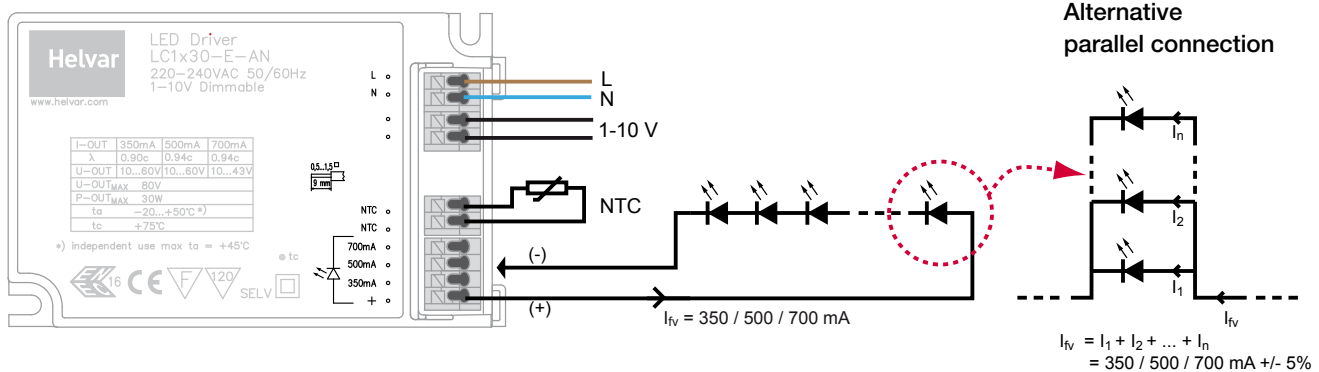 Alternative
parallel connection
Helvar
www.helvar.com
LED Driver
LC1x30-E-AN
220-240VAC 50/60Hz
1-10V Dimmable
I-OUT 350mA 500mA 700mA
λ 0.90c 0.94c 0.94c
U-OUT 10...60V 10...60V 10...43V
U-OUTMAX 80V
P-OUTMAX 30W
ta -20...+50°C *)
tc +75°C
*) independent use max ta = +45°C
tc
16
CE
F
120
SELV
0,5...1,5
9 mm
L
N
NTC
NTC
700mA
500mA
350mA
+
L
N
1-10 V
NTC
(-)
(+)
Ifv = 350 / 500 / 700 mA
In
I2
I1
Ifv
Ifv = I1 + I2 + ... + In
= 350 / 500 / 700 mA +/- 5%